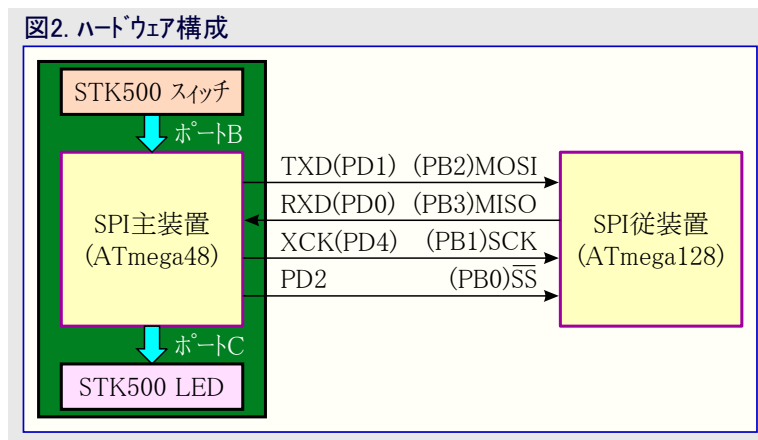 図2. ハードウェア構成
STK500 スイッチ
ポートB
TXD(PD1) (PB2)MOSI
RXD(PD0) (PB3)MISO
SPI主装置
(ATmega48)
SPI従装置
(ATmega128)
XCK(PD4) (PB1)SCK
PD2 (PB0)S̅S̅
ポートC
STK500 LED